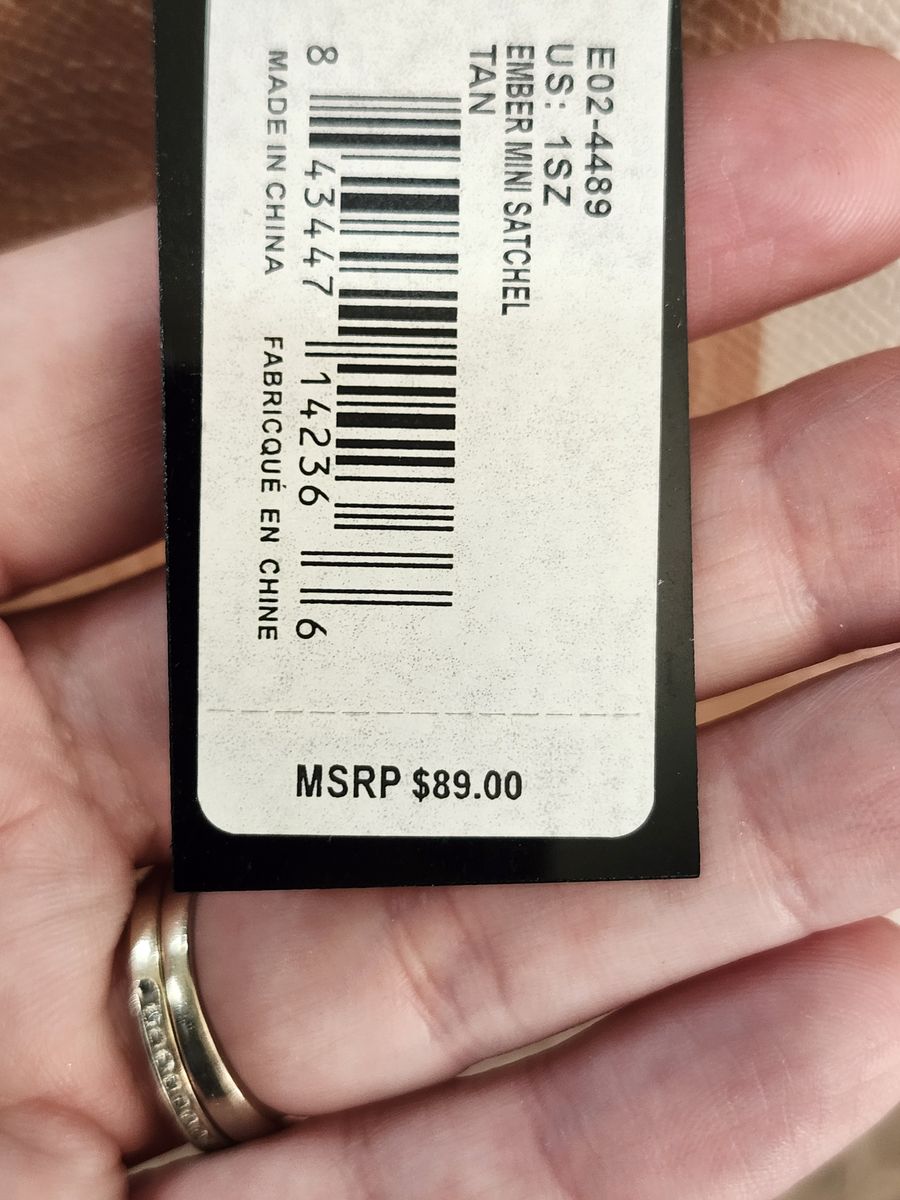 E02-4489
US: 1SZ
EMBER MINI SATCHEL
TAN
8 43447 14236 6
MADE IN CHINA FABRICQUÉ EN CHINE
MSRP $89.00